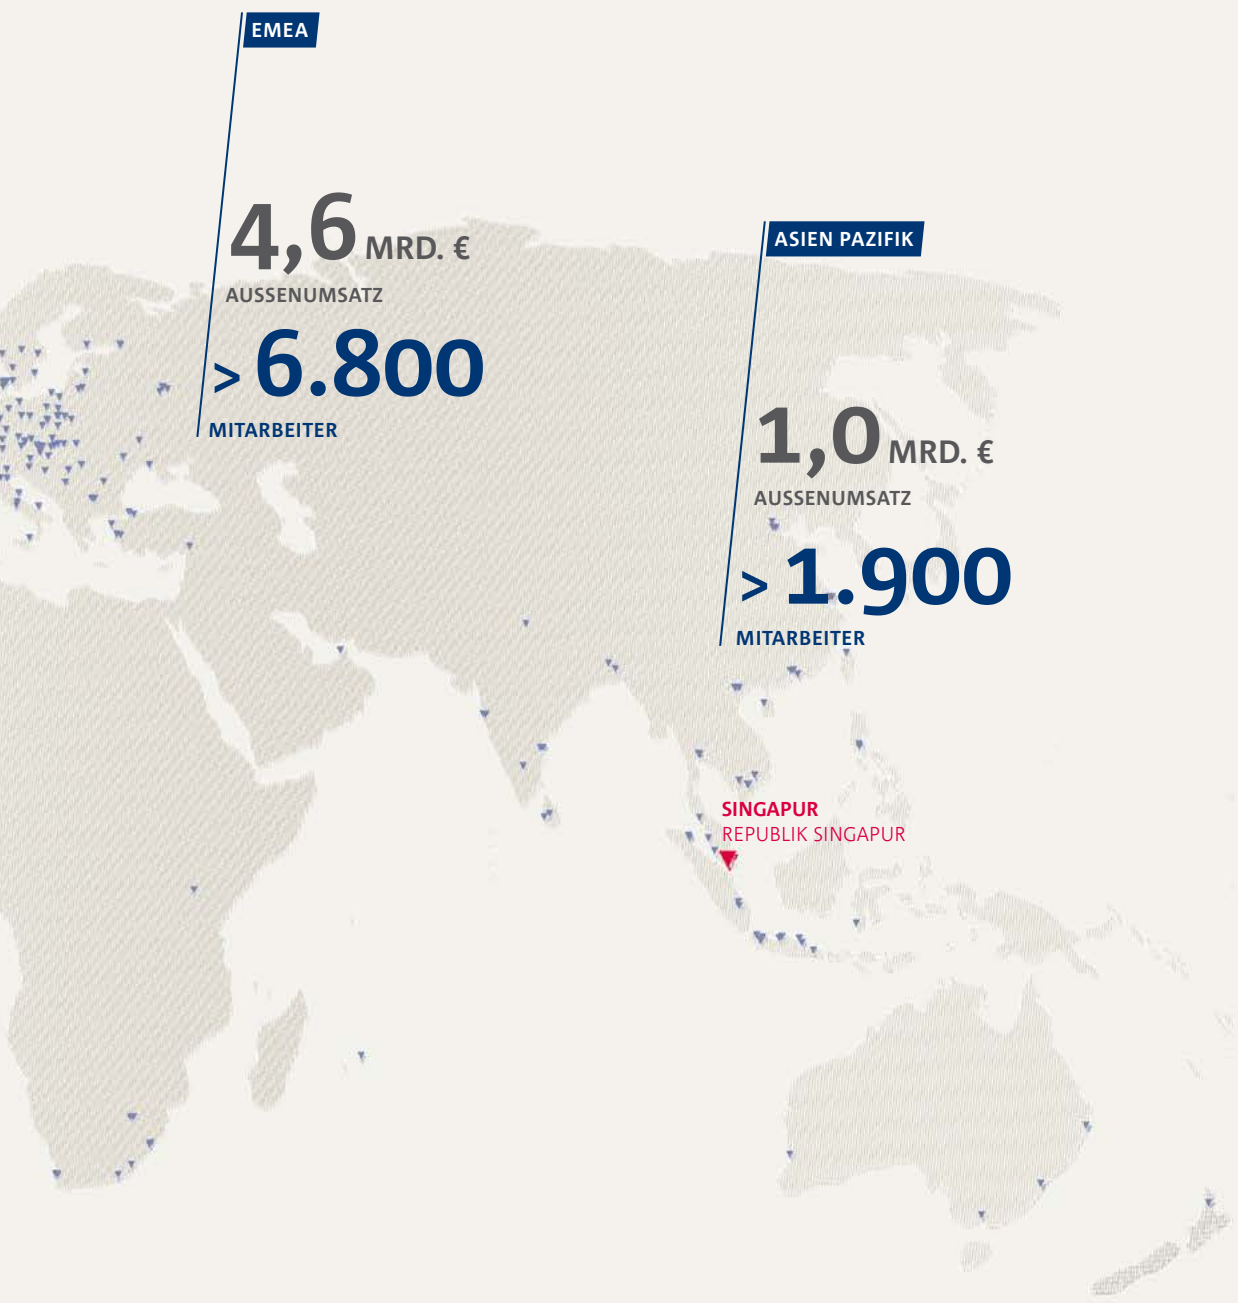 EMEA
4,6 MRD. €
AUSSENUMSATZ
> 6.800
MITARBEITER
ASIEN PAZIFIK
1,0 MRD. €
AUSSENUMSATZ
> 1.900
MITARBEITER
SINGAPUR
REPUBLIK SINGAPUR